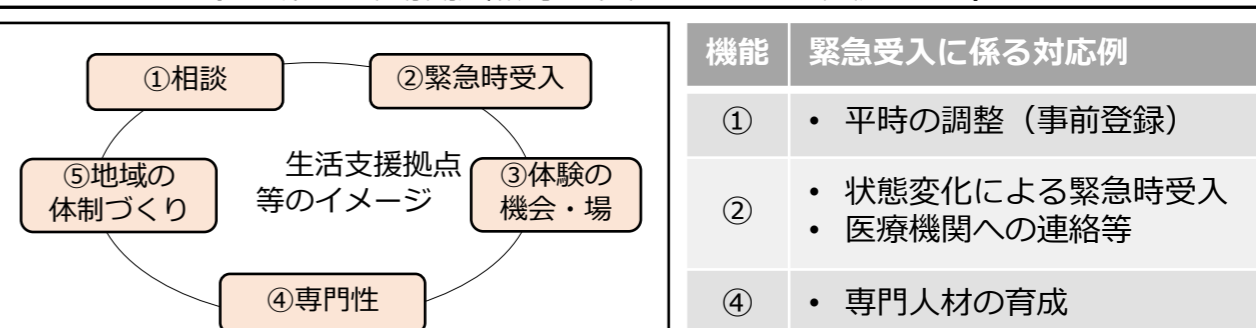 ①相談
②緊急時受入
生活支援拠点
等のイメージ
③体験の
機会・場
⑤地域の
体制づくり
④専門性
機能 緊急受入に係る対応例
① • 平時の調整（事前登録）
② • 状態変化による緊急時受入
• 医療機関への連絡等
④ • 専門人材の育成